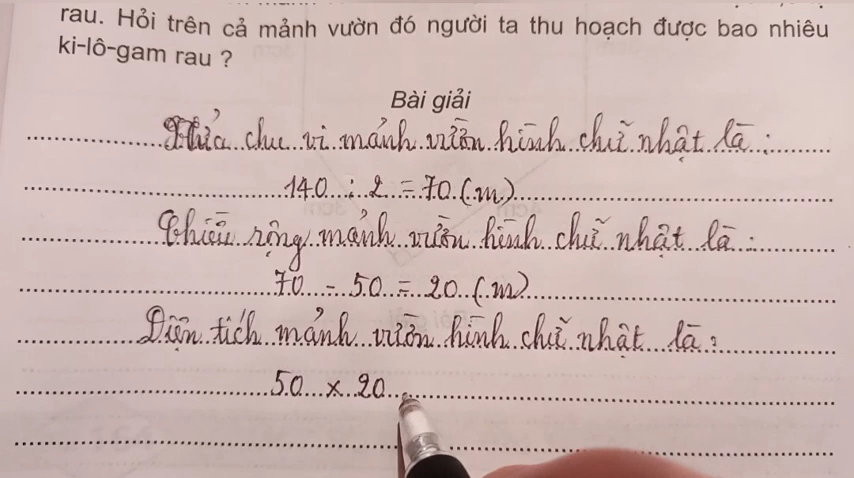 rau. Hỏi trên cả mảnh vườn đó người ta thu hoạch được bao nhiêu
ki-lô-gam rau ?
Bài giải
Nửa chu vi mảnh vườn hình chữ nhật là :
140 : 2 = 70 (m)
Chiều rộng mảnh vườn hình chữ nhật là :
70 - 50 = 20 (m)
Diện tích mảnh vườn hình chữ nhật là :
50 x 20